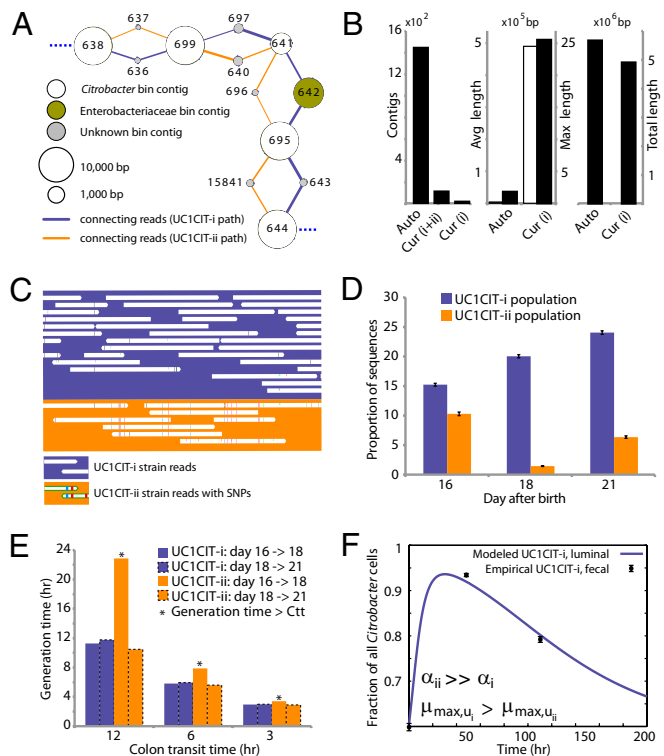 A
637
697
638
699
641
636
640
696
642
Citrobacter bin contig
Enterobacteriaceae bin contig
Unknown bin contig
695
10,000 bp
1,000 bp
15841
643
644
connecting reads (UC1CIT-i path)
connecting reads (UC1CIT-ii path)
B
x10²
x10⁵ bp
x10⁶ bp
Contigs
16
12
8
4
Auto
Cur (i+ii)
Cur (i)
Avg length
5
1
Auto
Cur (i)
Max length
25
5
Auto
Cur (i)
Total length
5
1
C
UC1CIT-i strain reads
UC1CIT-ii strain reads with SNPs
D
UC1CIT-i population
UC1CIT-ii population
Proportion of sequences
30
25
20
15
10
5
0
16
18
21
Day after birth
E
UC1CIT-i: day 16 -> 18
UC1CIT-i: day 18 -> 21
UC1CIT-ii: day 16 -> 18
UC1CIT-ii: day 18 -> 21
* Generation time > Ctt
Generation time (hr)
24
20
16
12
8
4
0
*
*
*
12
6
3
Colon transit time (hr)
F
Modeled UC1CIT-i, luminal
Empirical UC1CIT-i, fecal
Fraction of all Citrobacter cells
1
0.9
0.8
0.7
0.6
αii >> αi
μmax,ui > μmax,uii
50
100
150
200
Time (hr)